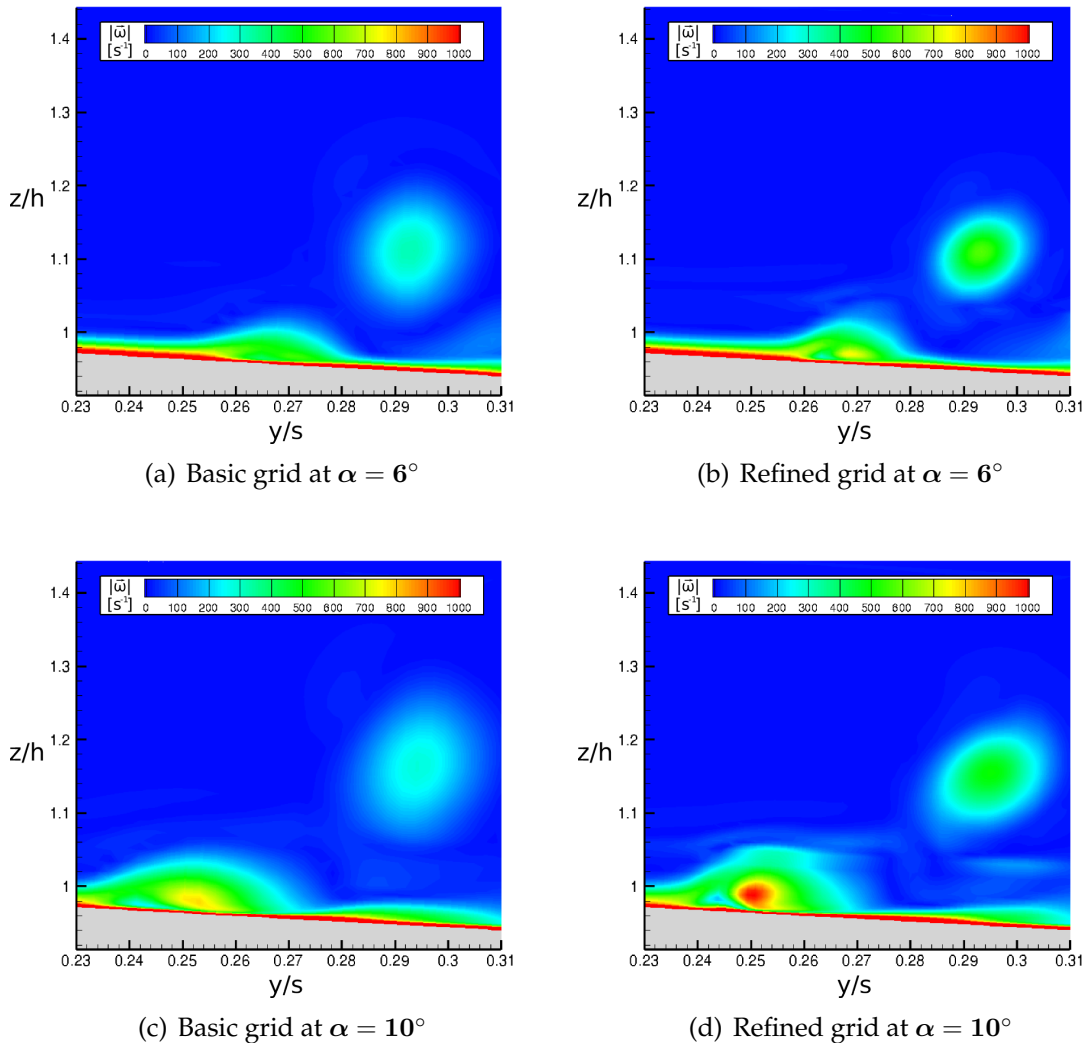 |ω⃗| [s⁻¹] 0 100 200 300 400 500 600 700 800 900 1000
1.4
1.3
1.2
z/h
1.1
1
0.23 0.24 0.25 0.26 0.27 0.28 0.29 0.3 0.31
y/s
(a) Basic grid at α = 6°
|ω⃗| [s⁻¹] 0 100 200 300 400 500 600 700 800 900 1000
1.4
1.3
1.2
z/h
1.1
1
0.23 0.24 0.25 0.26 0.27 0.28 0.29 0.3 0.31
y/s
(b) Refined grid at α = 6°
|ω⃗| [s⁻¹] 0 100 200 300 400 500 600 700 800 900 1000
1.4
1.3
1.2
z/h
1.1
1
0.23 0.24 0.25 0.26 0.27 0.28 0.29 0.3 0.31
y/s
(c) Basic grid at α = 10°
|ω⃗| [s⁻¹] 0 100 200 300 400 500 600 700 800 900 1000
1.4
1.3
1.2
z/h
1.1
1
0.23 0.24 0.25 0.26 0.27 0.28 0.29 0.3 0.31
y/s
(d) Refined grid at α = 10°